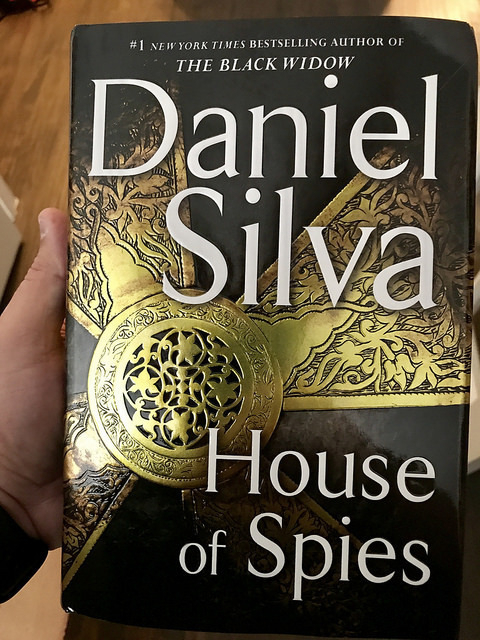 #1 NEW YORK TIMES BESTSELLING AUTHOR OF
THE BLACK WIDOW
Daniel
Silva
House
of Spies